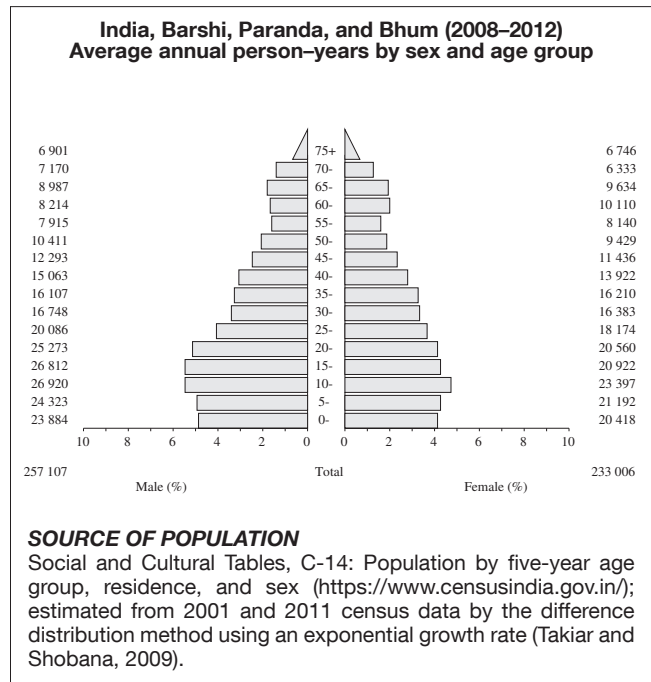 India, Barshi, Paranda, and Bhum (2008–2012)
Average annual person–years by sex and age group
6 901 75+ 6 746
7 170 70- 6 333
8 987 65- 9 634
8 214 60- 10 110
7 915 55- 8 140
10 411 50- 9 429
12 293 45- 11 436
15 063 40- 13 922
16 107 35- 16 210
16 748 30- 16 383
20 086 25- 18 174
25 273 20- 20 560
26 812 15- 20 922
26 920 10- 23 397
24 323 5- 21 192
23 884 0- 20 418
10 8 6 4 2 0 0 2 4 6 8 10
257 107 Total 233 006
Male (%) Female (%)
SOURCE OF POPULATION
Social and Cultural Tables, C-14: Population by five-year age
group, residence, and sex (https://www.censusindia.gov.in/);
estimated from 2001 and 2011 census data by the difference
distribution method using an exponential growth rate (Takiar and
Shobana, 2009).